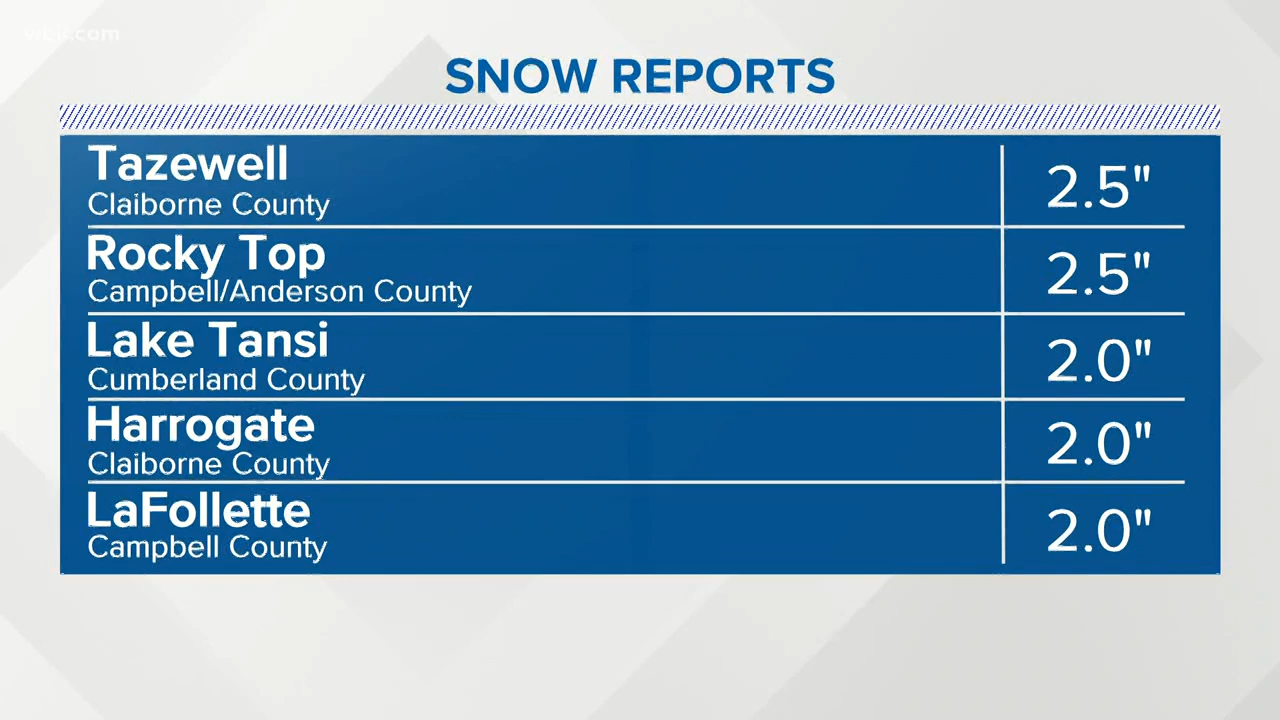 wbir.com
SNOW REPORTS
Tazewell
Claiborne County
2.5"
Rocky Top
Campbell/Anderson County
2.5"
Lake Tansi
Cumberland County
2.0"
Harrogate
Claiborne County
2.0"
LaFollette
Campbell County
2.0"